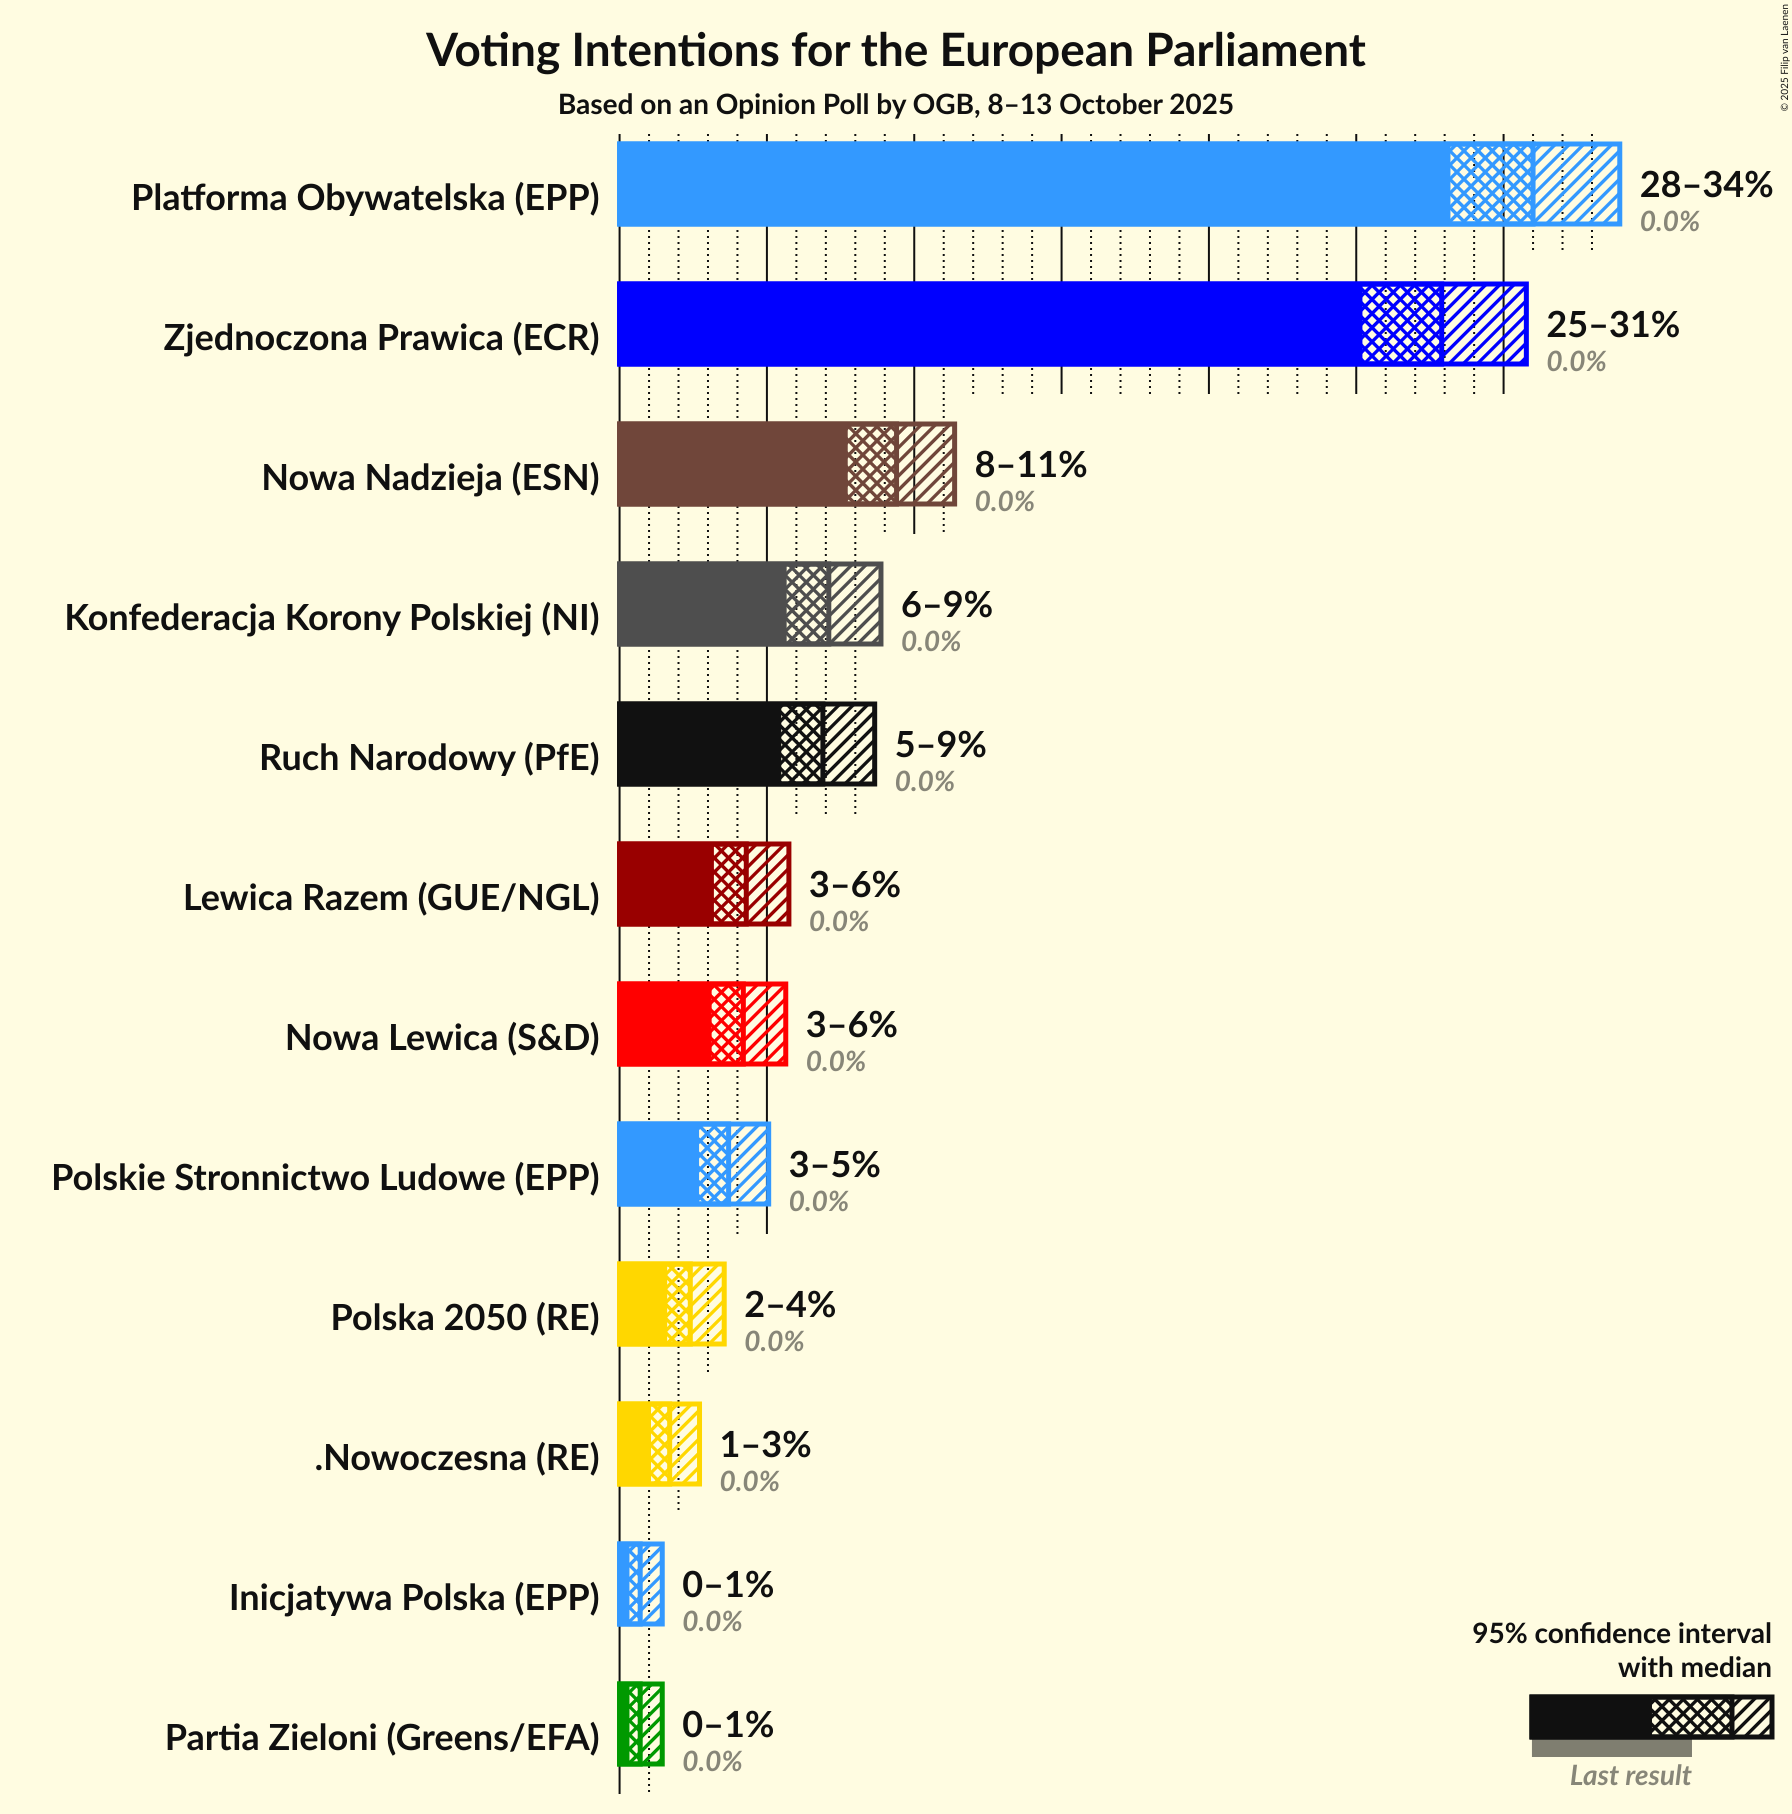 Voting Intentions for the European Parliament
Based on an Opinion Poll by OGB, 8–13 October 2025
© 2025 Filip van Laenen
Platforma Obywatelska (EPP)
28–34%
0.0%
Zjednoczona Prawica (ECR)
25–31%
0.0%
Nowa Nadzieja (ESN)
8–11%
0.0%
Konfederacja Korony Polskiej (NI)
6–9%
0.0%
Ruch Narodowy (PfE)
5–9%
0.0%
Lewica Razem (GUE/NGL)
3–6%
0.0%
Nowa Lewica (S&D)
3–6%
0.0%
Polskie Stronnictwo Ludowe (EPP)
3–5%
0.0%
Polska 2050 (RE)
2–4%
0.0%
.Nowoczesna (RE)
1–3%
0.0%
Inicjatywa Polska (EPP)
0–1%
0.0%
Partia Zieloni (Greens/EFA)
0–1%
0.0%
95% confidence interval
with median
Last result